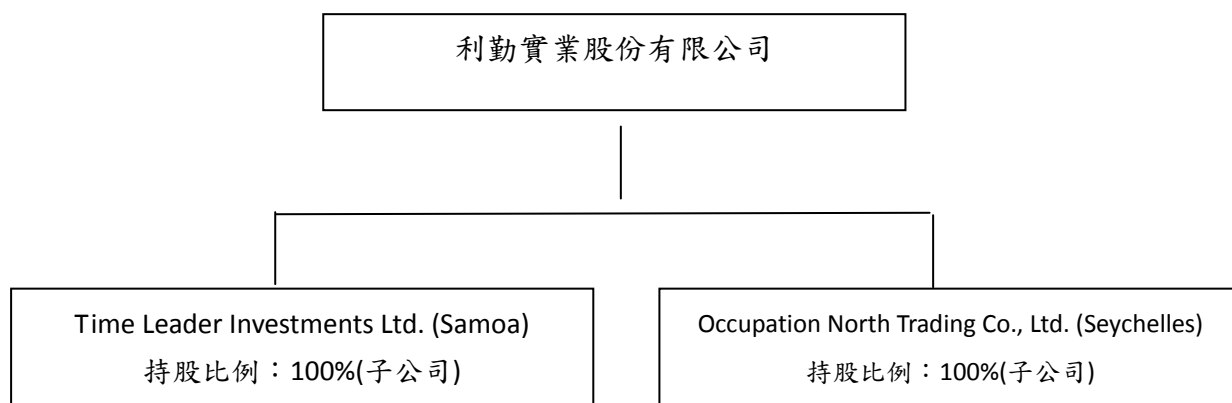 利勤實業股份有限公司
Time Leader Investments Ltd. (Samoa)
持股比例：100%(子公司)
Occupation North Trading Co., Ltd. (Seychelles)
持股比例：100%(子公司)